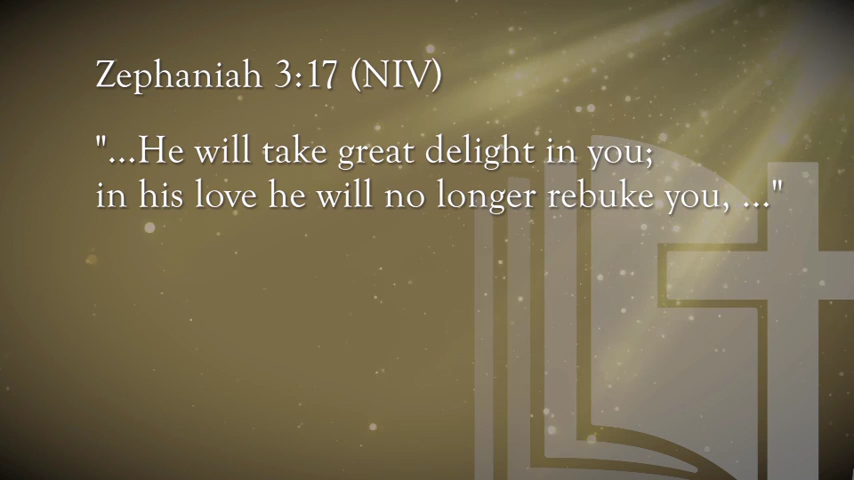 Zephaniah 3:17 (NIV)
"...He will take great delight in you;
in his love he will no longer rebuke you, ..."